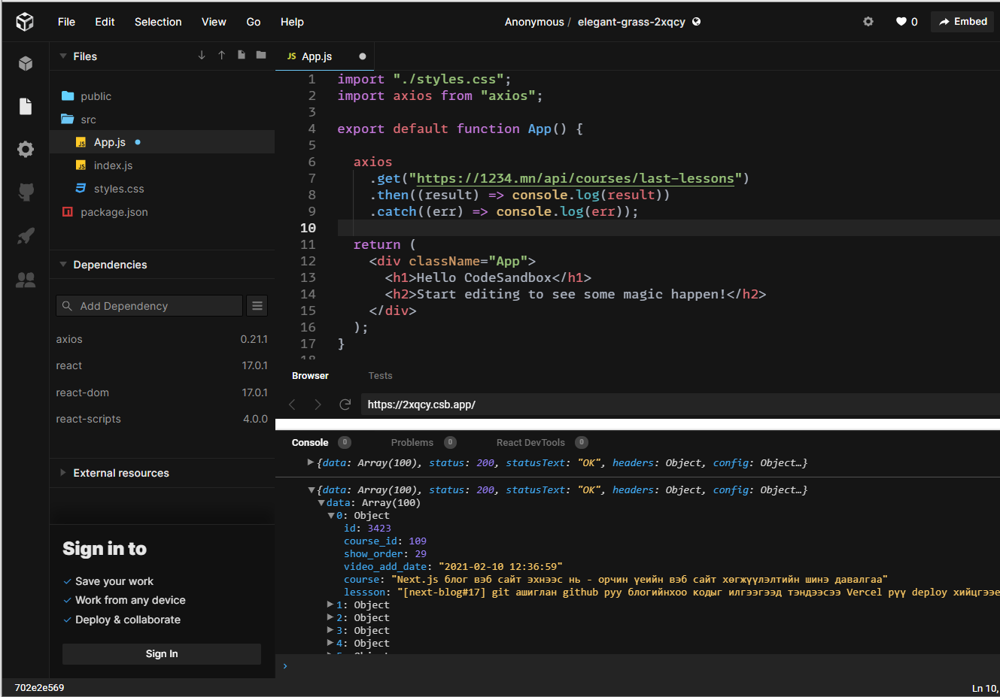 File Edit Selection View Go Help
Anonymous / elegant-grass-2xqcy
0
Embed
Files
public
src
App.js
index.js
styles.css
package.json
Dependencies
Add Dependency
axios 0.21.1
react 17.0.1
react-dom 17.0.1
react-scripts 4.0.0
External resources
Sign in to
Save your work
Work from any device
Deploy & collaborate
Sign In
702e2e569
JS App.js
1 import "./styles.css";
2 import axios from "axios";
3
4 export default function App() {
5
6 axios
7 .get("https://1234.mn/api/courses/last-lessons")
8 .then((result) => console.log(result))
9 .catch((err) => console.log(err));
10
11 return (
12 <div className="App">
13 <h1>Hello CodeSandbox</h1>
14 <h2>Start editing to see some magic happen!</h2>
15 </div>
16 );
17 }
18
Browser Tests
https://2xqcy.csb.app/
Console 0 Problems 0 React DevTools 0
{data: Array(100), status: 200, statusText: "OK", headers: Object, config: Object…}
{data: Array(100), status: 200, statusText: "OK", headers: Object, config: Object…}
data: Array(100)
0: Object
id: 3423
course_id: 109
show_order: 29
video_add_date: "2021-02-10 12:36:59"
course: "Next.js блог вэб сайт эхнээс нь - орчин үеийн вэб сайт хөгжүүлэлтийн шинэ давалгаа"
lessson: "[next-blog#17] git ашиглан github руу блогийнхоо кодыг илгээгээд тэндээсээ Vercel рүү deploy хийцгээе
1: Object
2: Object
3: Object
4: Object
5: Object
Ln 10,